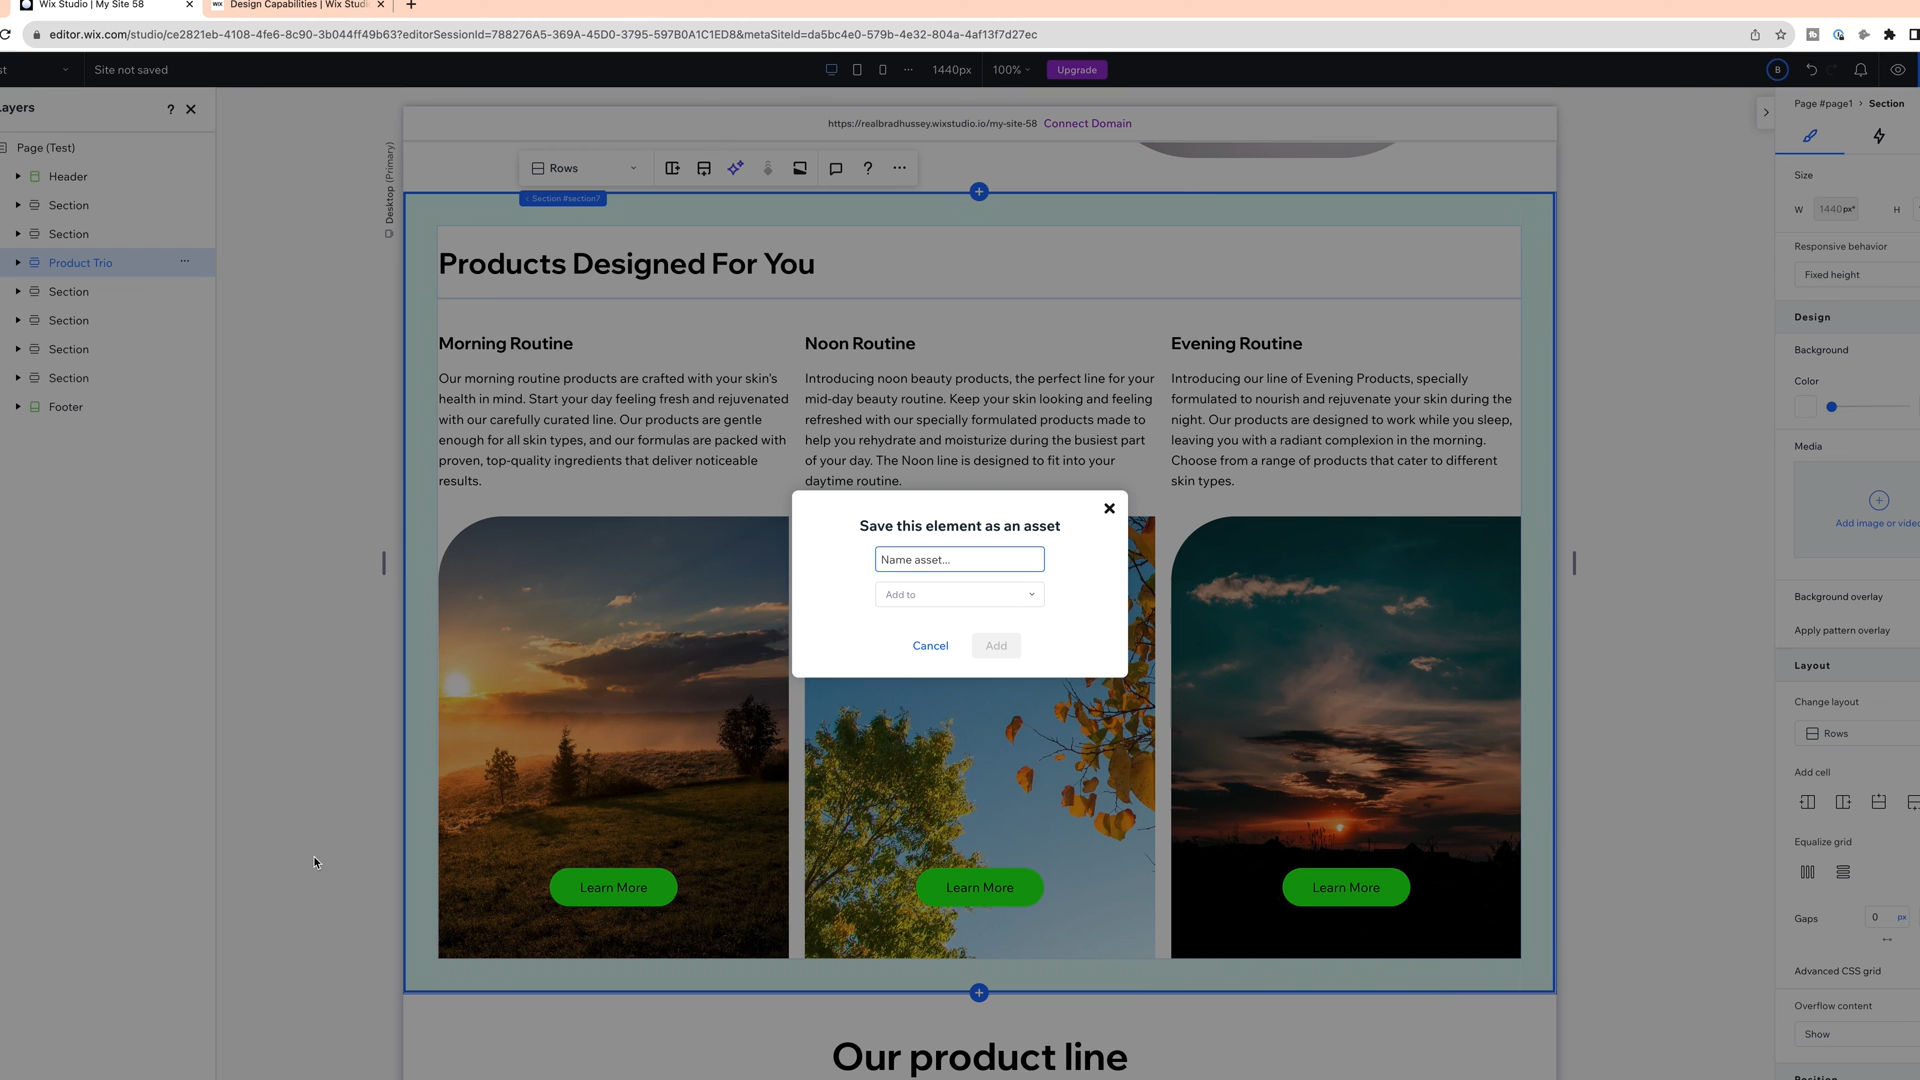 Wix Studio | My Site 58
WiX Design Capabilities | Wix Studi
editor.wix.com/studio/ce2821eb-4108-4fe6-8c90-3b044ff49b63?editorSessionId=788276A5-369A-45D0-3795-597B0A1C1ED8&metaSiteId=da5bc4e0-579b-4e32-804a-4af13f7d27ec
st
Site not saved
1440px
100%
Upgrade
B
ayers
?
Page (Test)
Header
Section
Section
Product Trio
Section
Section
Section
Section
Footer
Desktop (Primary)
https://realbradhussey.wixstudio.io/my-site-58 Connect Domain
Rows
?
< Section #section7
Products Designed For You
Morning Routine
Our morning routine products are crafted with your skin's
health in mind. Start your day feeling fresh and rejuvenated
with our carefully curated line. Our products are gentle
enough for all skin types, and our formulas are packed with
proven, top-quality ingredients that deliver noticeable
results.
Noon Routine
Introducing noon beauty products, the perfect line for your
mid-day beauty routine. Keep your skin looking and feeling
refreshed with our specially formulated products made to
help you rehydrate and moisturize during the busiest part
of your day. The Noon line is designed to fit into your
daytime routine.
Evening Routine
Introducing our line of Evening Products, specially
formulated to nourish and rejuvenate your skin during the
night. Our products are designed to work while you sleep,
leaving you with a radiant complexion in the morning.
Choose from a range of products that cater to different
skin types.
Save this element as an asset
Name asset...
Add to
Cancel
Add
Learn More
Learn More
Learn More
Our product line
Page #page1 > Section
Size
W 1440px*
H
Responsive behavior
Fixed height
Design
Background
Color
Media
Add image or video
Background overlay
Apply pattern overlay
Layout
Change layout
Rows
Add cell
Equalize grid
Gaps
0 px
Advanced CSS grid
Overflow content
Show
Position